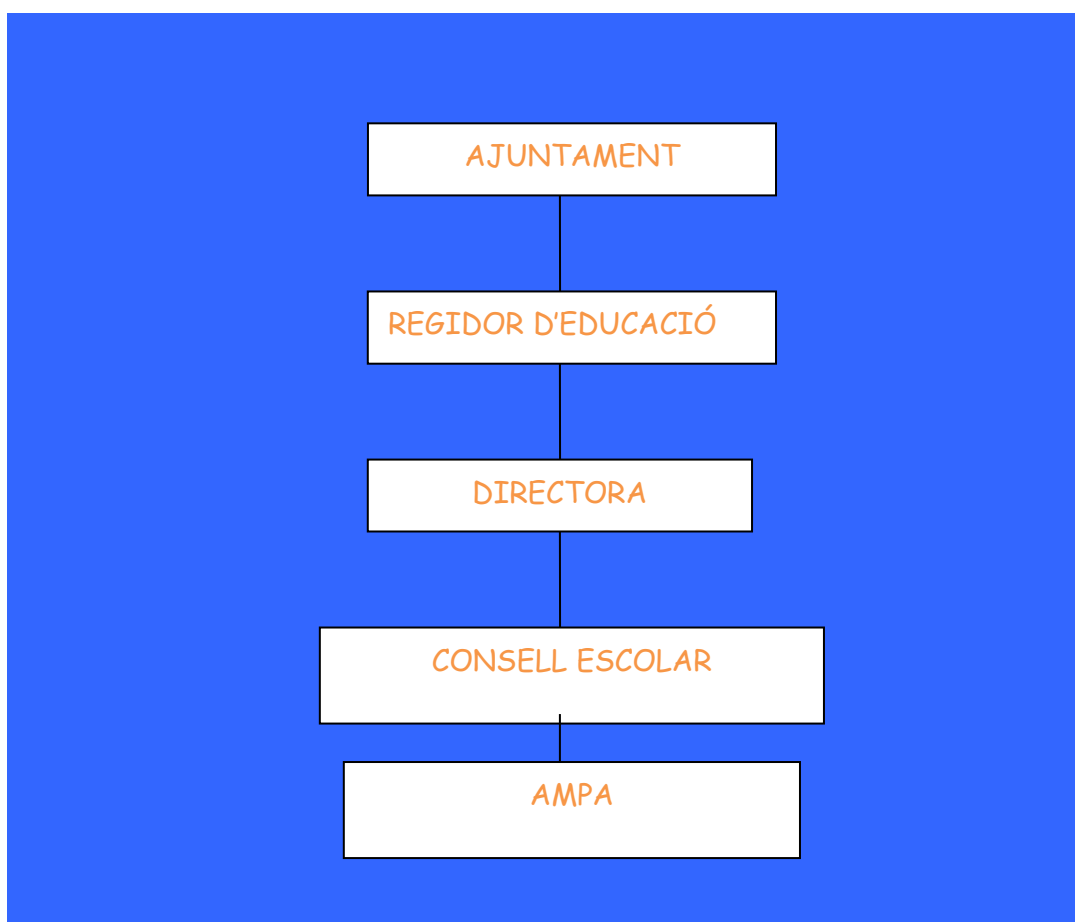 AJUNTAMENT
REGIDOR D'EDUCACIÓ
DIRECTORA
CONSELL ESCOLAR
AMPA